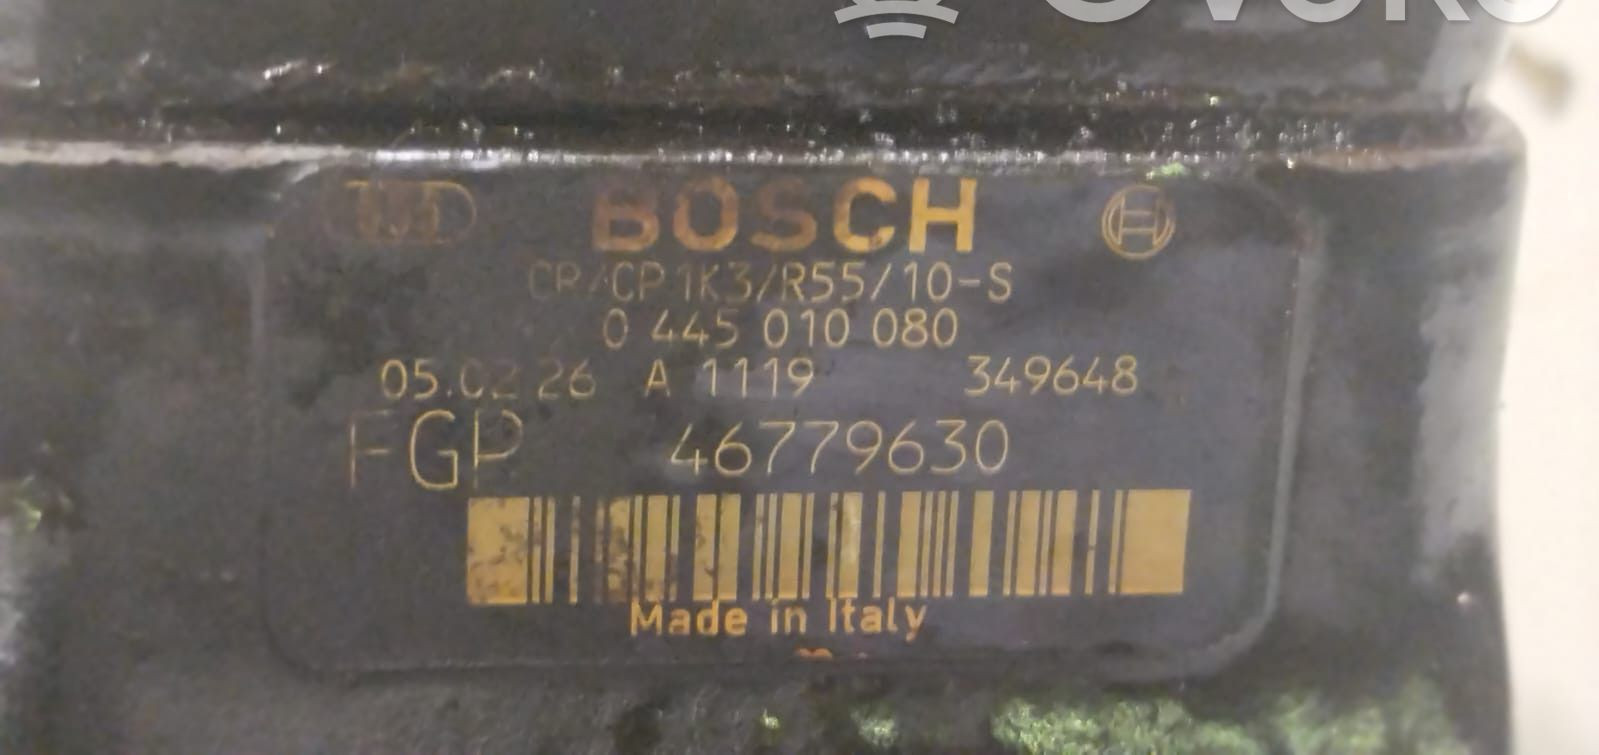 BOSCH
CR/CP1K3/R55/10-S
0 445 010 080
05.02.26 A 1119 349648
FGP 46779630
Made in Italy